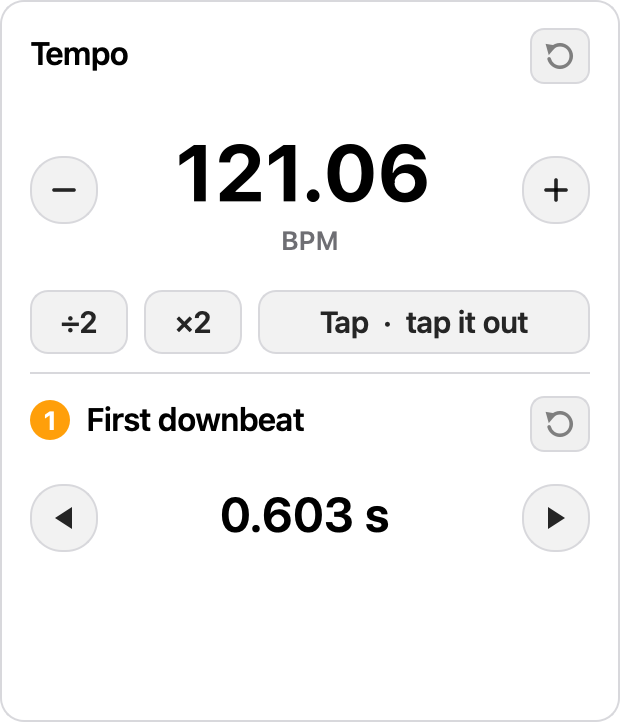 Tempo
121.06
BPM
÷2 ×2 Tap · tap it out
1 First downbeat
0.603 s